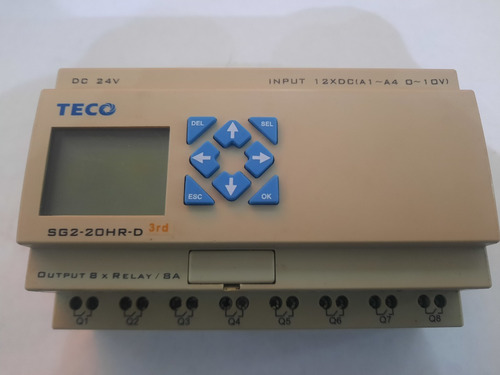 DC 24V
INPUT 12XDC(A1~A4 0~10V)
TECO
DEL
SEL
ESC
OK
SG2-20HR-D 3rd
OUTPUT 8 X RELAY / 8A
Q1 Q2 Q3 Q4 Q5 Q6 Q7 Q8